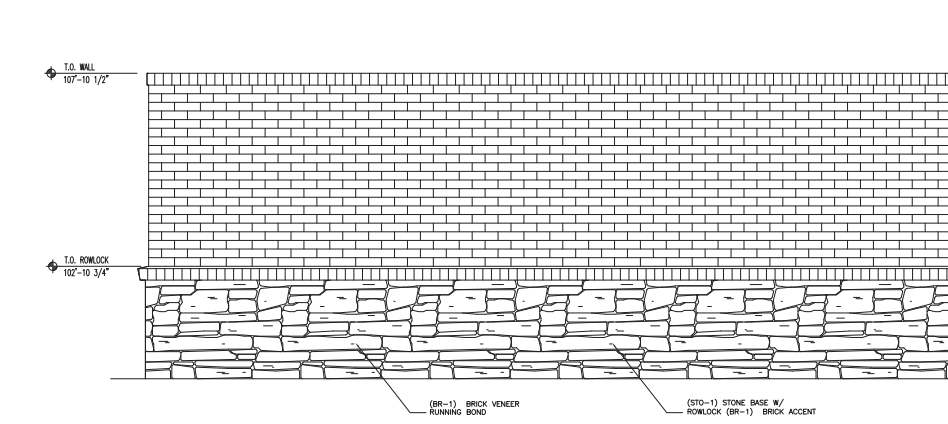 T.O. WALL
107'-10 1/2"
T.O. ROWLOCK
102'-10 3/4"
(BR-1) BRICK VENEER
RUNNING BOND
(STO-1) STONE BASE W/
ROWLOCK (BR-1) BRICK ACCENT